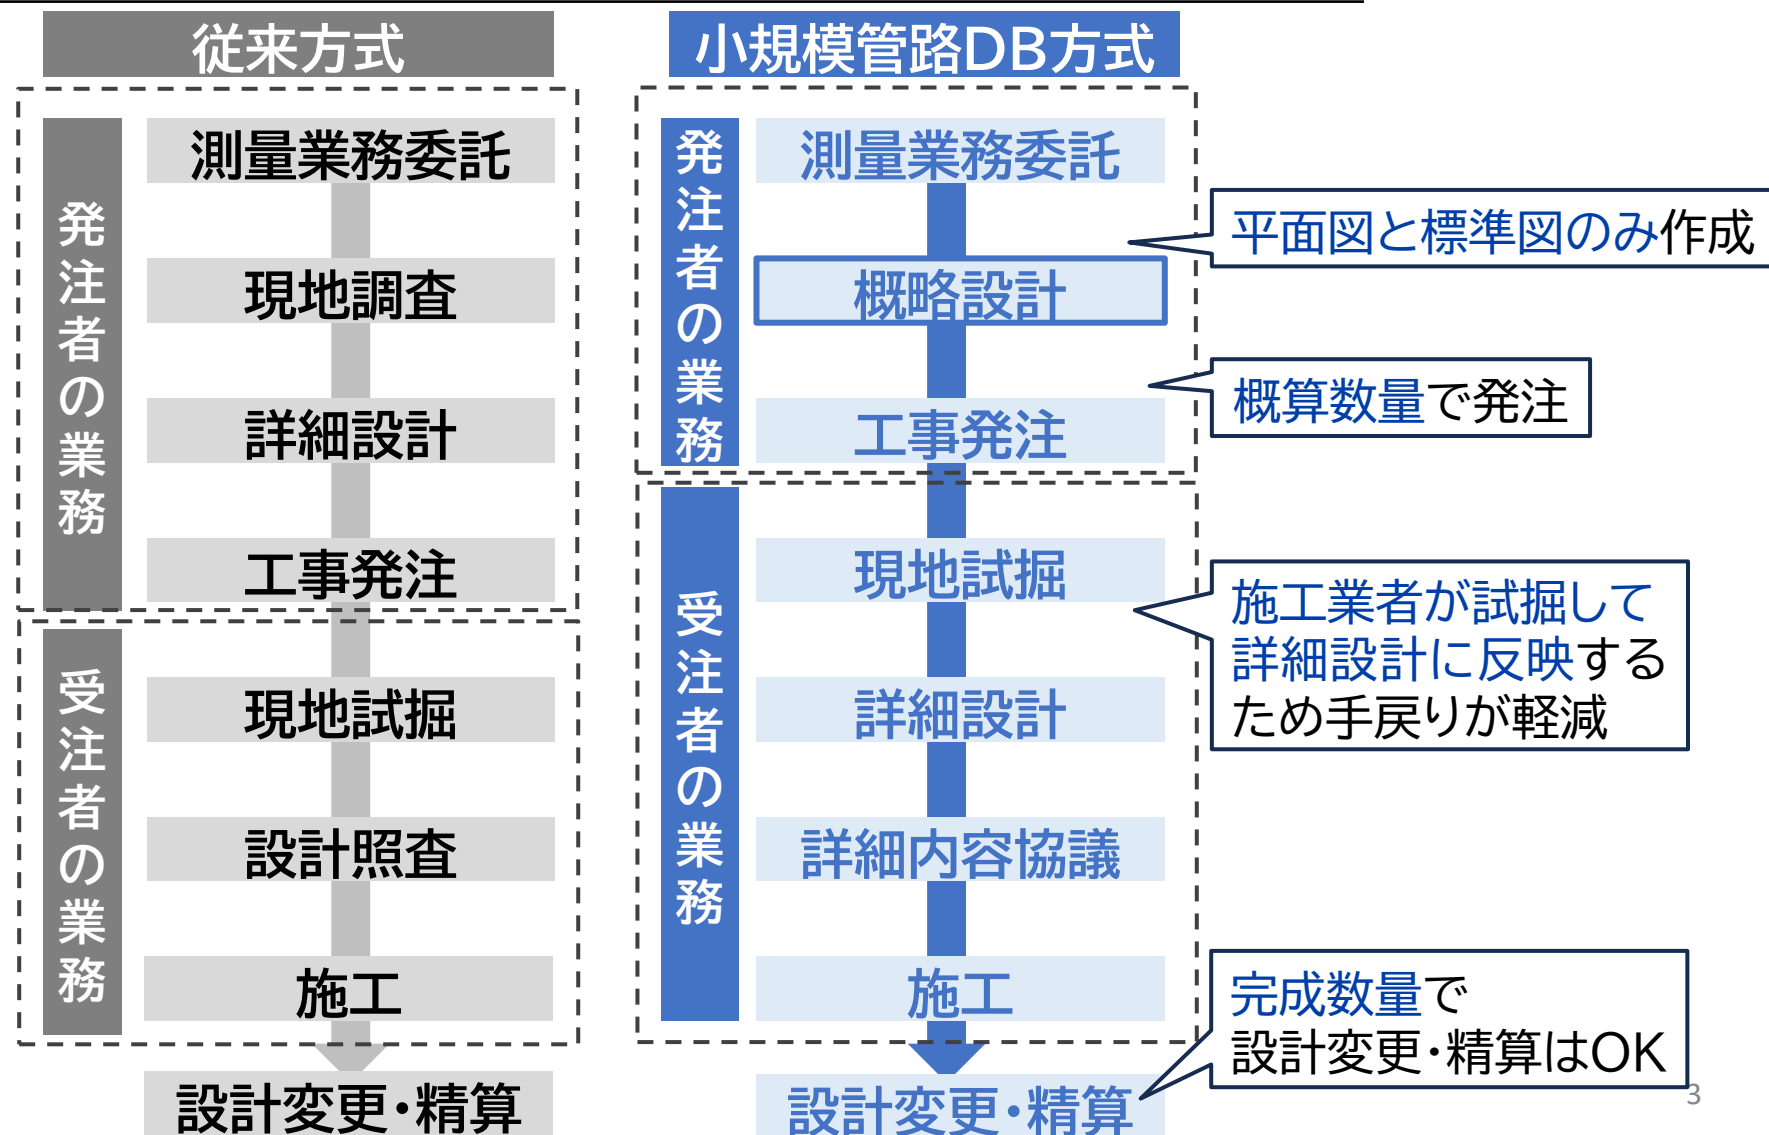 従来方式
発注者の業務
測量業務委託
現地調査
詳細設計
工事発注
受注者の業務
現地試掘
設計照査
施工
設計変更・精算
小規模管路DB方式
発注者の業務
測量業務委託
概略設計
工事発注
受注者の業務
現地試掘
詳細設計
詳細内容協議
施工
設計変更・精算
平面図と標準図のみ作成
概算数量で発注
施工業者が試掘して
詳細設計に反映する
ため手戻りが軽減
完成数量で
設計変更・精算はOK
3